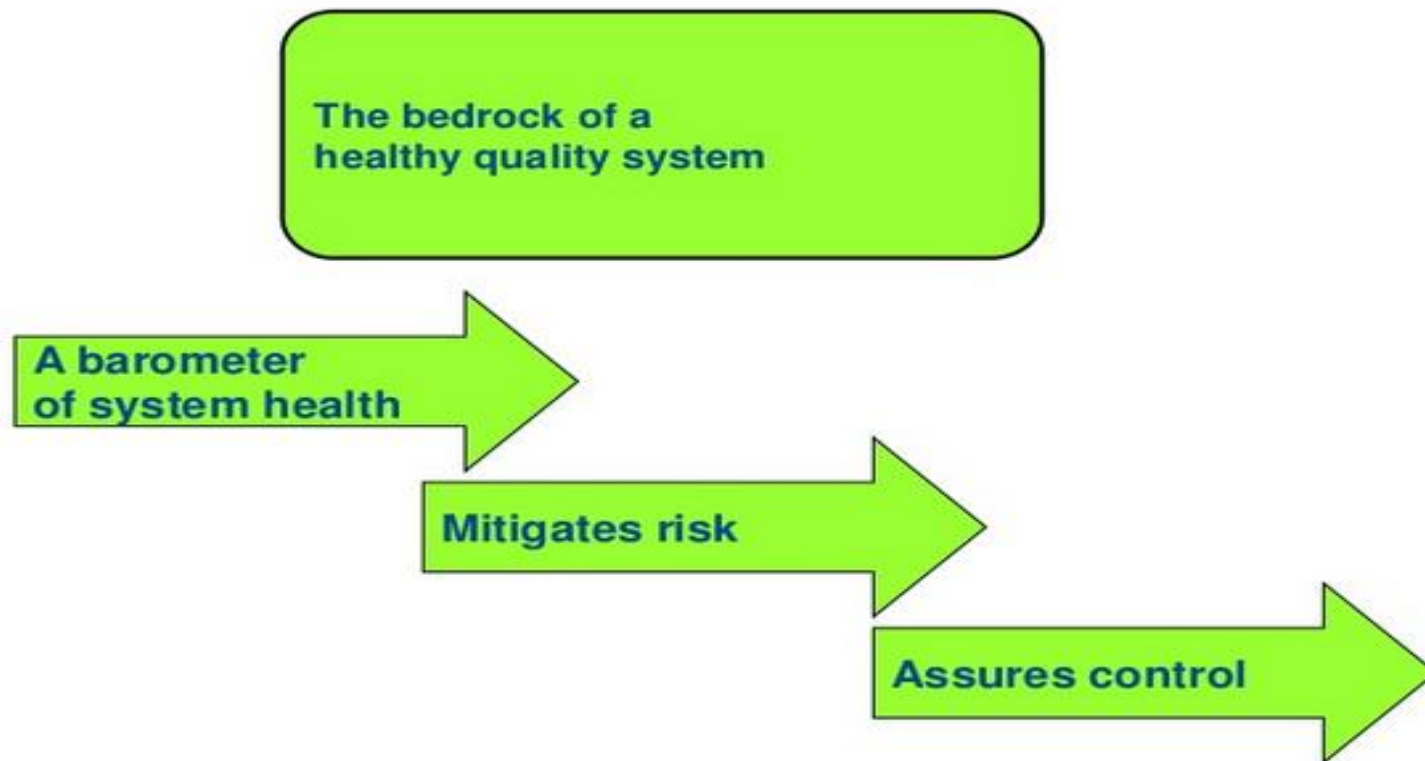 The bedrock of a
healthy quality system
A barometer
of system health
Mitigates risk
Assures control